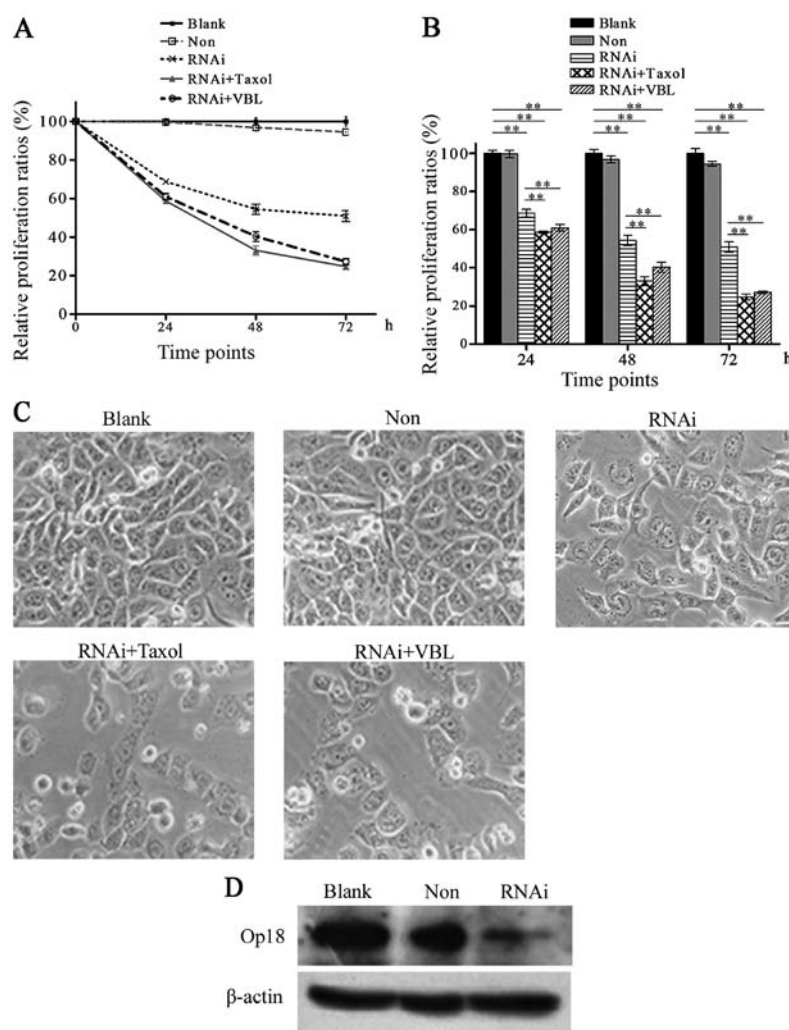 A
Blank
Non
RNAi
RNAi+Taxol
RNAi+VBL
Relative proliferation ratios (%)
120
100
80
60
40
20
0
0 24 48 72 h
Time points
B
Blank
Non
RNAi
RNAi+Taxol
RNAi+VBL
Relative proliferation ratios (%)
120
100
80
60
40
20
0
** ** **
** ** **
** ** **
** ** **
** ** **
24 48 72 h
Time points
C
Blank Non RNAi
RNAi+Taxol RNAi+VBL
D
Blank Non RNAi
Op18
β-actin